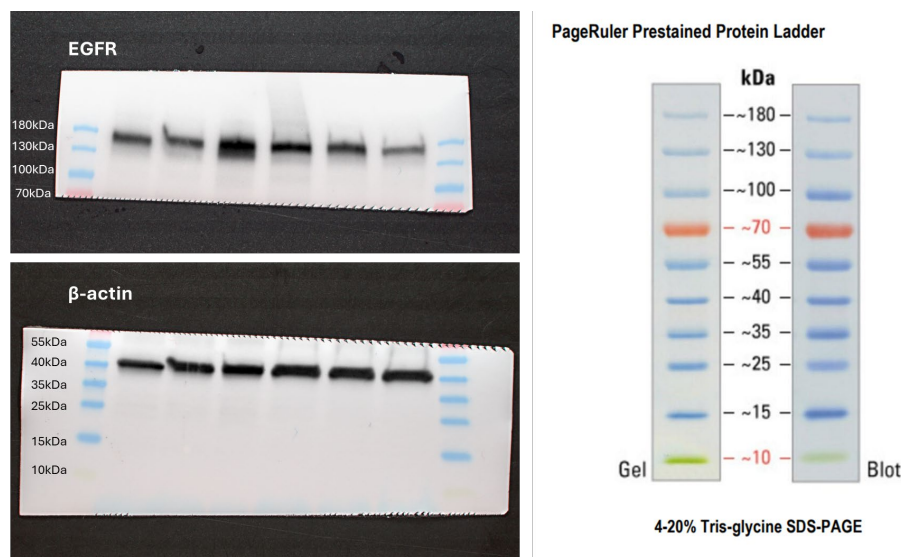 EGFR
180kDa
130kDa
100kDa
70kDa
β-actin
55kDa
40kDa
35kDa
25kDa
15kDa
10kDa
PageRuler Prestained Protein Ladder
kDa
~180
~130
~100
~70
~55
~40
~35
~25
~15
~10
Gel
Blot
4-20% Tris-glycine SDS-PAGE